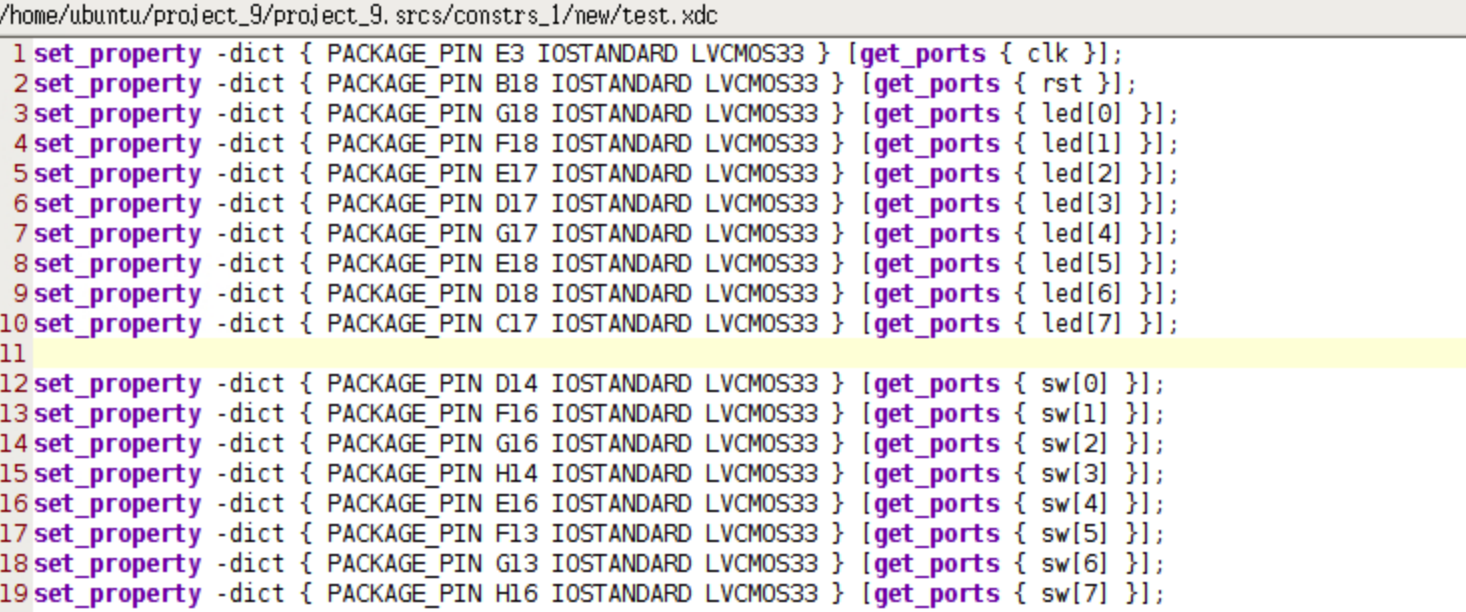 /home/ubuntu/project_9/project_9.srcs/constrs_1/new/test.xdc
1 set_property -dict { PACKAGE_PIN E3 IOSTANDARD LVCMOS33 } [get_ports { clk }];
2 set_property -dict { PACKAGE_PIN B18 IOSTANDARD LVCMOS33 } [get_ports { rst }];
3 set_property -dict { PACKAGE_PIN G18 IOSTANDARD LVCMOS33 } [get_ports { led[0] }];
4 set_property -dict { PACKAGE_PIN F18 IOSTANDARD LVCMOS33 } [get_ports { led[1] }];
5 set_property -dict { PACKAGE_PIN E17 IOSTANDARD LVCMOS33 } [get_ports { led[2] }];
6 set_property -dict { PACKAGE_PIN D17 IOSTANDARD LVCMOS33 } [get_ports { led[3] }];
7 set_property -dict { PACKAGE_PIN G17 IOSTANDARD LVCMOS33 } [get_ports { led[4] }];
8 set_property -dict { PACKAGE_PIN E18 IOSTANDARD LVCMOS33 } [get_ports { led[5] }];
9 set_property -dict { PACKAGE_PIN D18 IOSTANDARD LVCMOS33 } [get_ports { led[6] }];
10 set_property -dict { PACKAGE_PIN C17 IOSTANDARD LVCMOS33 } [get_ports { led[7] }];
11
12 set_property -dict { PACKAGE_PIN D14 IOSTANDARD LVCMOS33 } [get_ports { sw[0] }];
13 set_property -dict { PACKAGE_PIN F16 IOSTANDARD LVCMOS33 } [get_ports { sw[1] }];
14 set_property -dict { PACKAGE_PIN G16 IOSTANDARD LVCMOS33 } [get_ports { sw[2] }];
15 set_property -dict { PACKAGE_PIN H14 IOSTANDARD LVCMOS33 } [get_ports { sw[3] }];
16 set_property -dict { PACKAGE_PIN E16 IOSTANDARD LVCMOS33 } [get_ports { sw[4] }];
17 set_property -dict { PACKAGE_PIN F13 IOSTANDARD LVCMOS33 } [get_ports { sw[5] }];
18 set_property -dict { PACKAGE_PIN G13 IOSTANDARD LVCMOS33 } [get_ports { sw[6] }];
19 set_property -dict { PACKAGE_PIN H16 IOSTANDARD LVCMOS33 } [get_ports { sw[7] }];